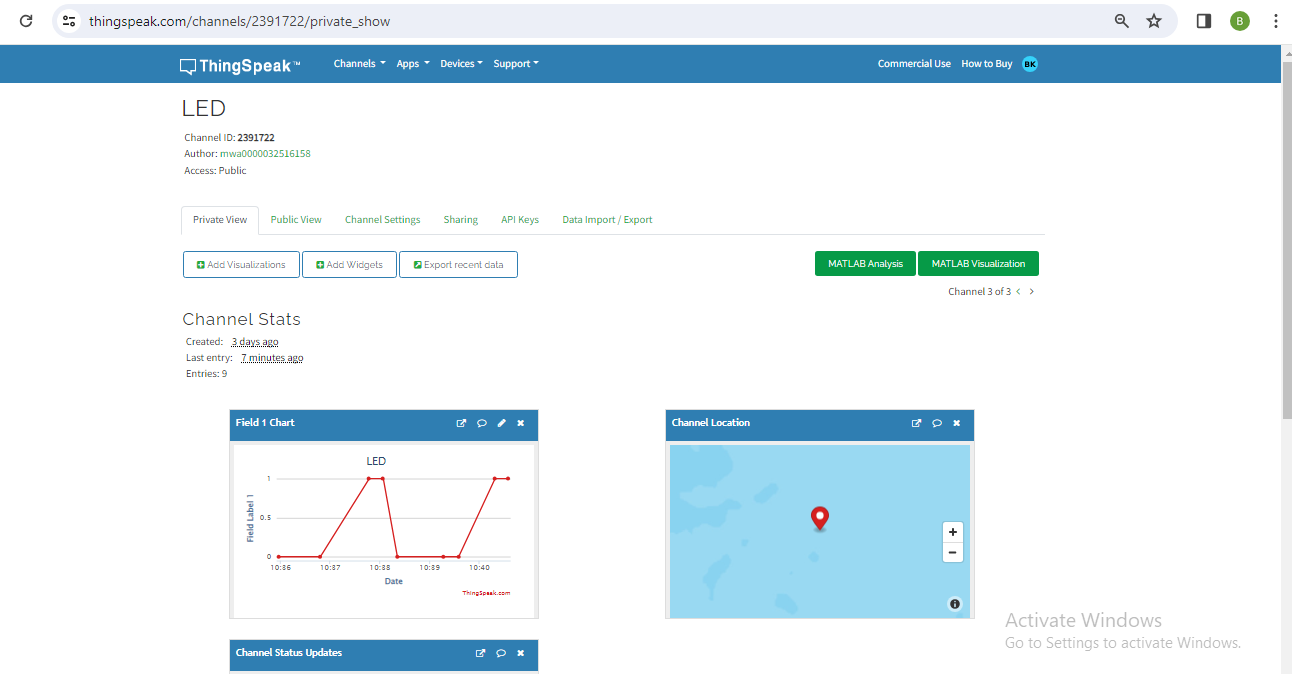 thingspeak.com/channels/2391722/private_show
B
ThingSpeak™ Channels Apps Devices Support Commercial Use How to Buy BK
LED
Channel ID: 2391722
Author: mwa0000032516158
Access: Public
Private View Public View Channel Settings Sharing API Keys Data Import / Export
Add Visualizations Add Widgets Export recent data MATLAB Analysis MATLAB Visualization
Channel 3 of 3 < >
Channel Stats
Created: 3 days ago
Last entry: 7 minutes ago
Entries: 9
Field 1 Chart
LED
Field Label 1
1
0.5
0
10:86 10:87 10:88 10:89 10:40
Date
ThingSpeak.com
Channel Location
+
−
Channel Status Updates
Activate Windows
Go to Settings to activate Windows.